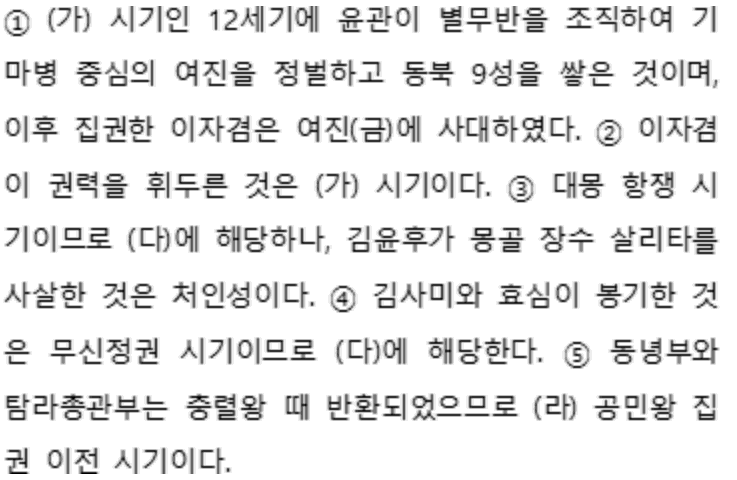 ① (가) 시기인 12세기에 윤관이 별무반을 조직하여 기
마병 중심의 여진을 정벌하고 동북 9성을 쌓은 것이며,
이후 집권한 이자겸은 여진(금)에 사대하였다. ② 이자겸
이 권력을 휘두른 것은 (가) 시기이다. ③ 대몽 항쟁 시
기이므로 (다)에 해당하나, 김윤후가 몽골 장수 살리타를
사살한 것은 처인성이다. ④ 김사미와 효심이 봉기한 것
은 무신정권 시기이므로 (다)에 해당한다. ⑤ 동녕부와
탐라총관부는 충렬왕 때 반환되었으므로 (라) 공민왕 집
권 이전 시기이다.